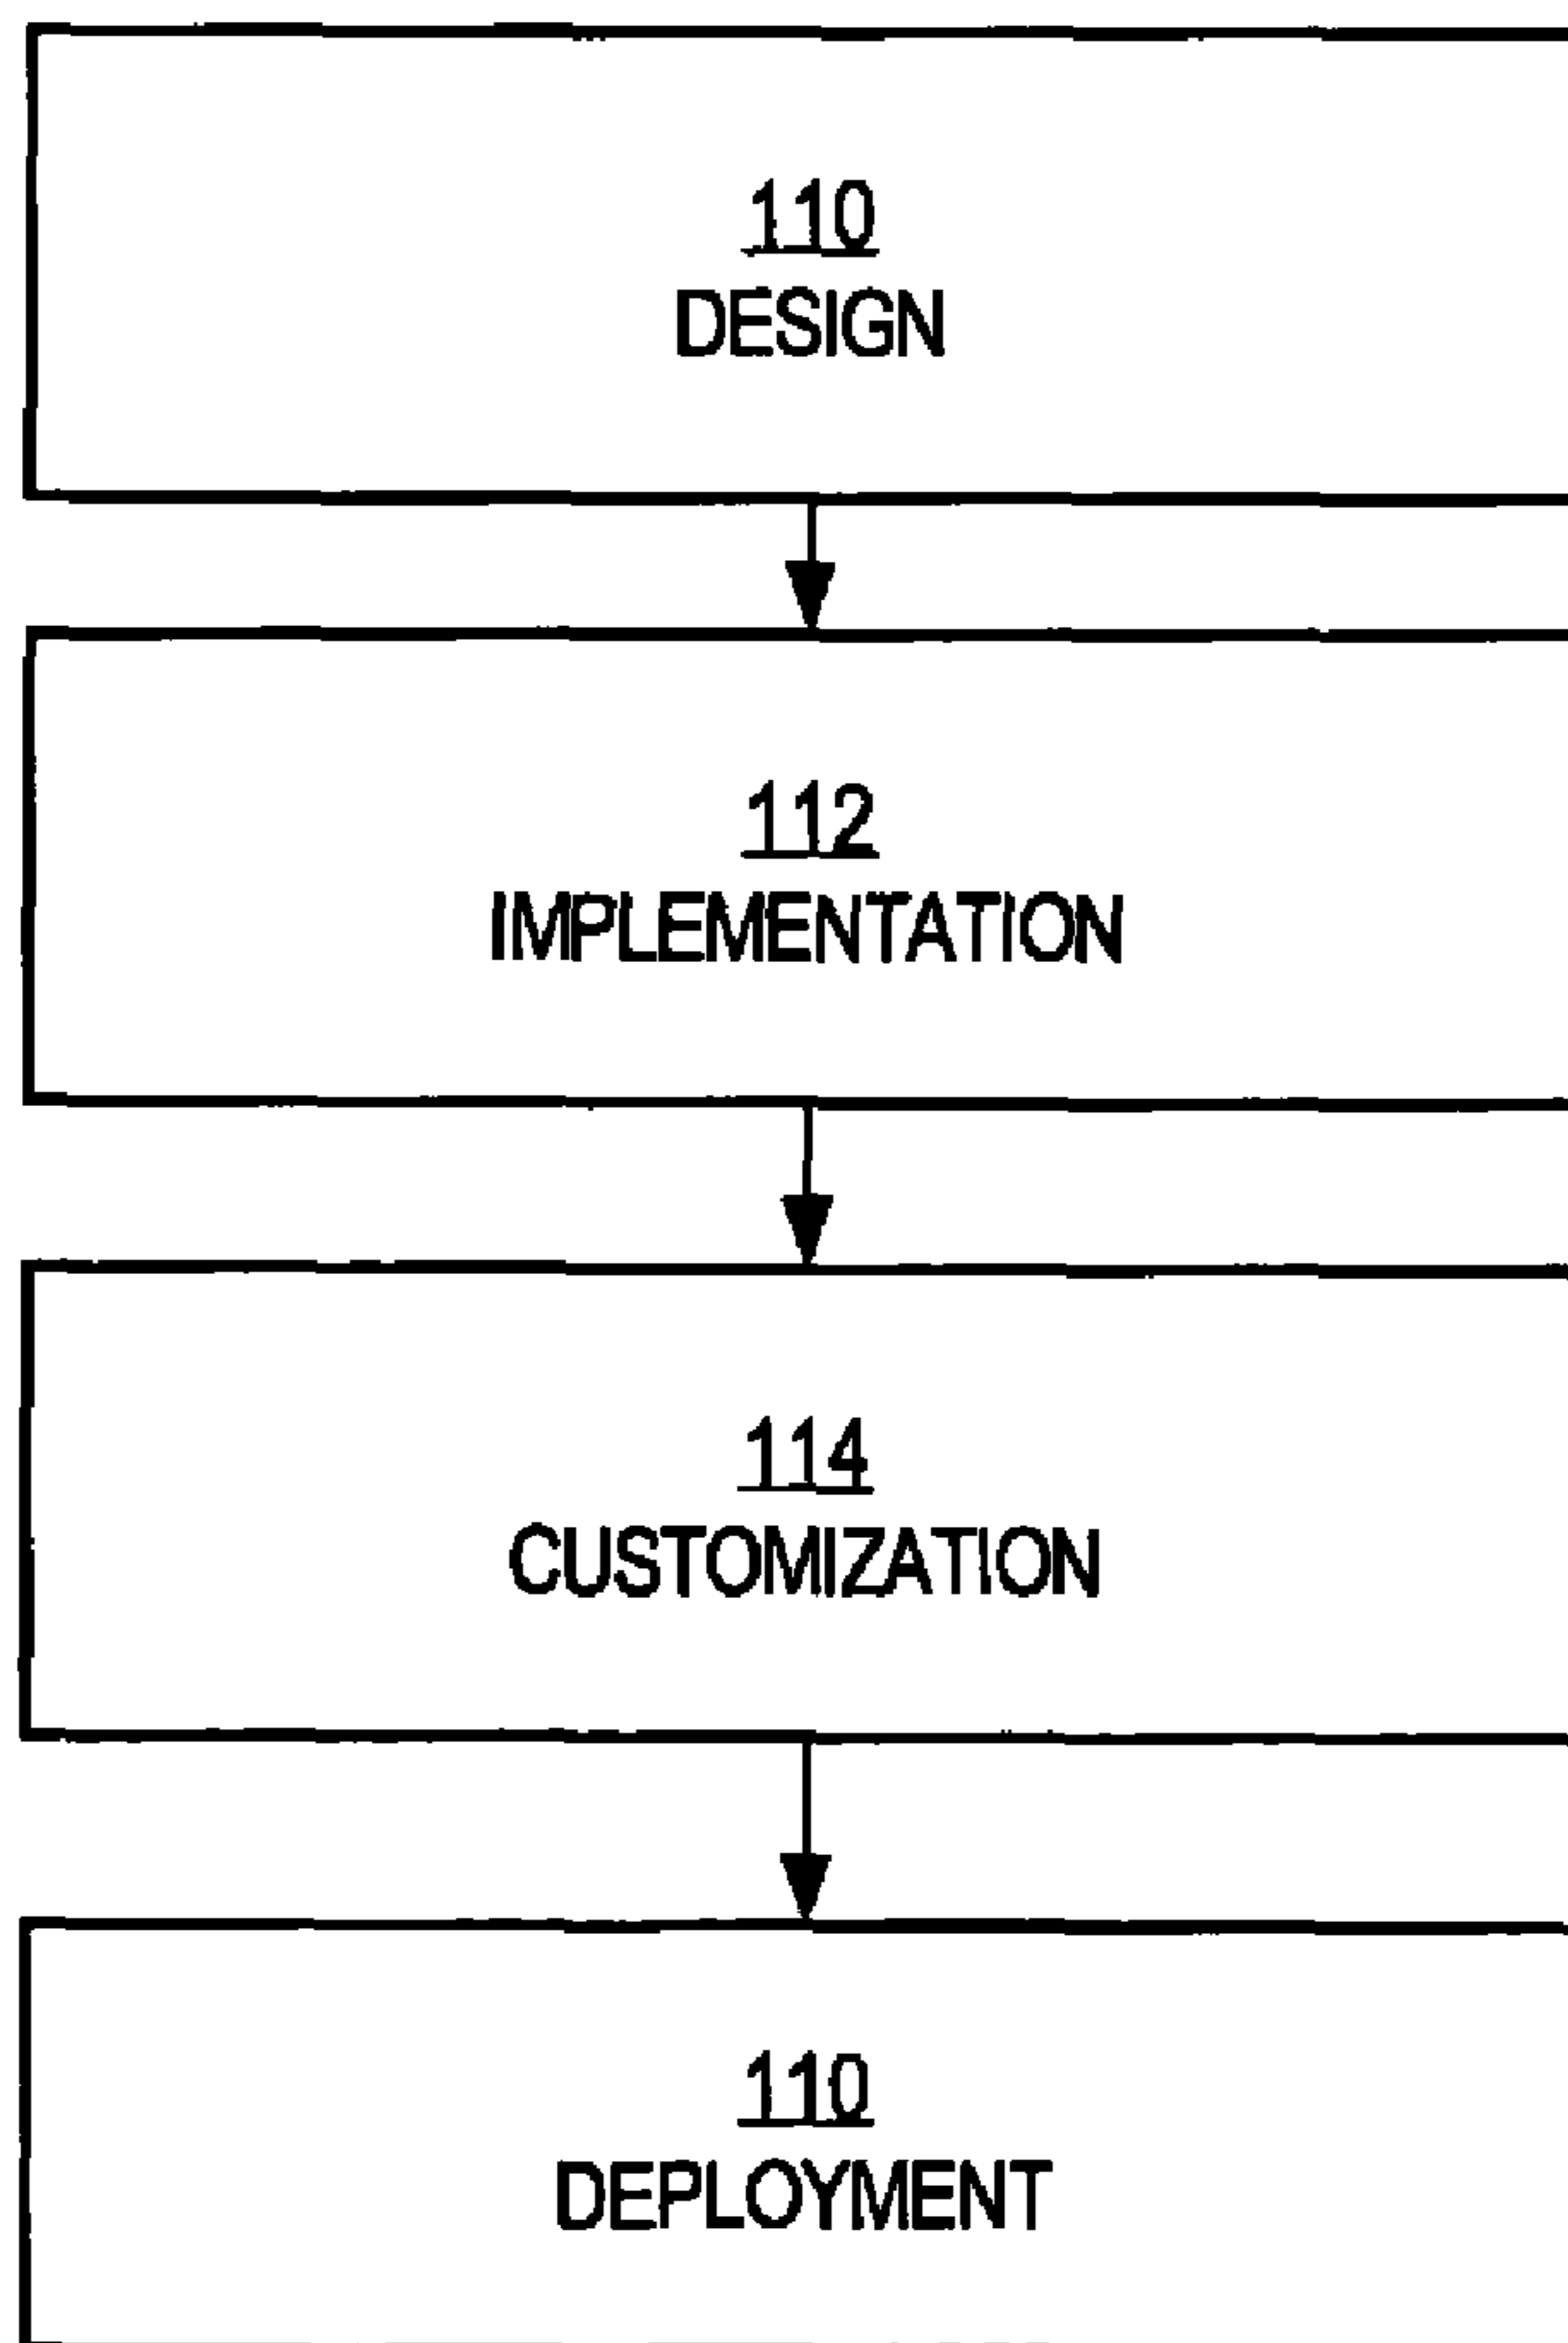 110
DESIGN
112
IMPLEMENTATION
114
CUSTOMIZATION
110
DEPLOYMENT